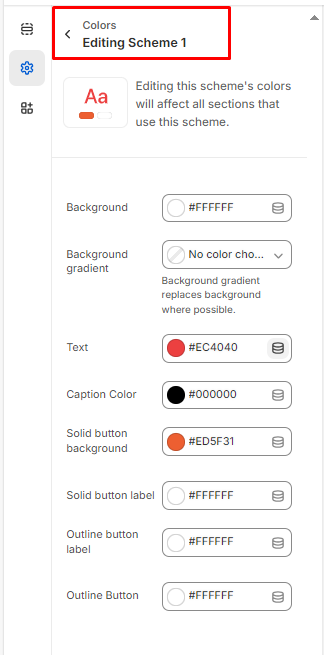 Colors
Editing Scheme 1
Aa
Editing this scheme's colors
will affect all sections that
use this scheme.
Background
#FFFFFF
Background
gradient
No color cho...
Background gradient
replaces background
where possible.
Text
#EC4040
Caption Color
#000000
Solid button
background
#ED5F31
Solid button label
#FFFFFF
Outline button
label
#FFFFFF
Outline Button
#FFFFFF